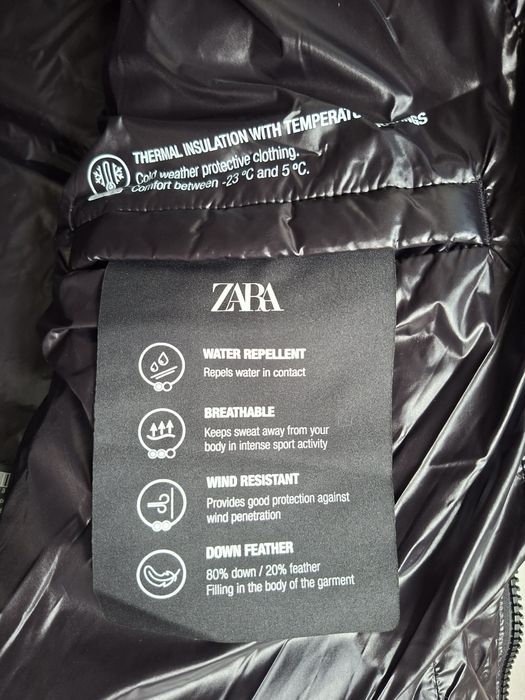 THERMAL INSULATION WITH
Cold weather protective clothing.
Comfort between -23 ºC and 5 ºC.
ZARA
WATER REPELLENT
Repels water in contact
BREATHABLE
Keeps sweat away from your
body in intense sport activity
WIND RESISTANT
Provides good protection against
wind penetration
DOWN FEATHER
80% down / 20% feather
Filling in the body of the garment